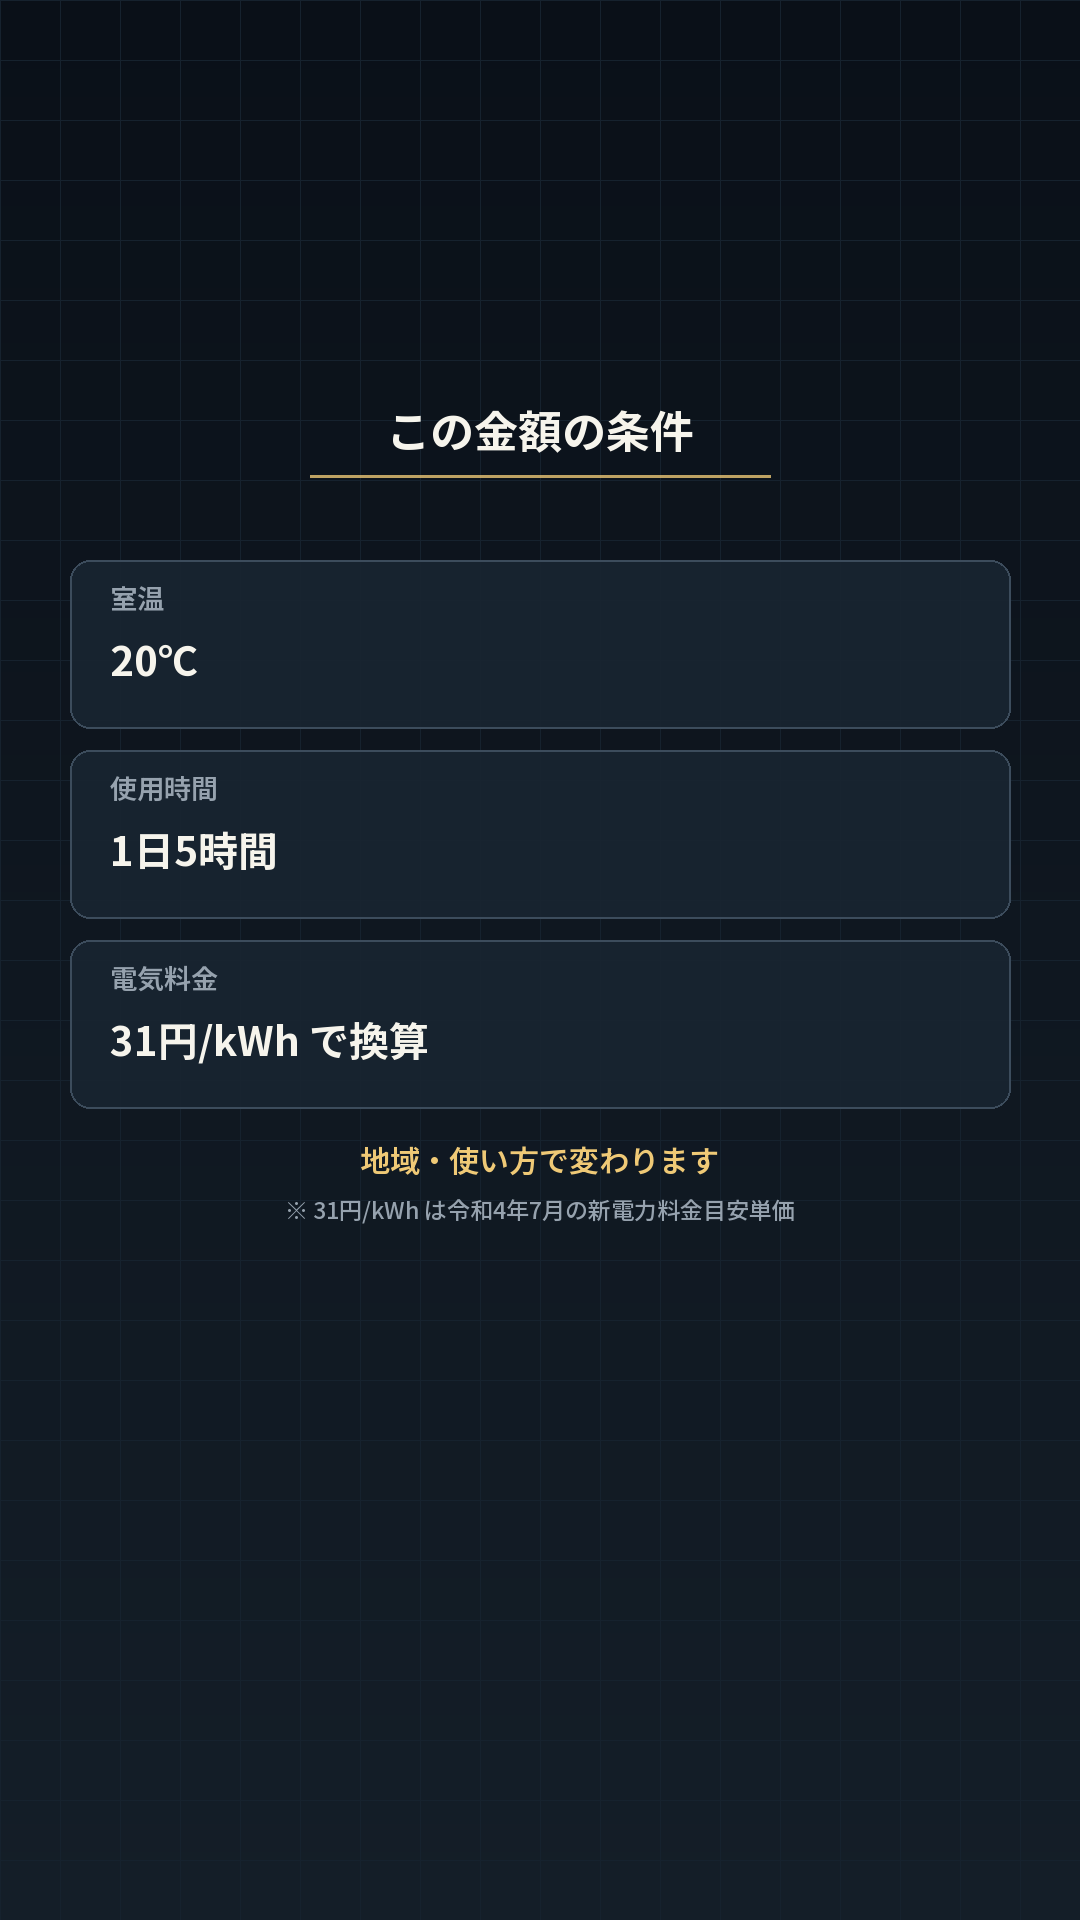 この金額の条件
室温
20℃
使用時間
1日5時間
電気料金
31円/kWh で換算
地域・使い方で変わります
※ 31円/kWh は令和4年7月の新電力料金目安単価